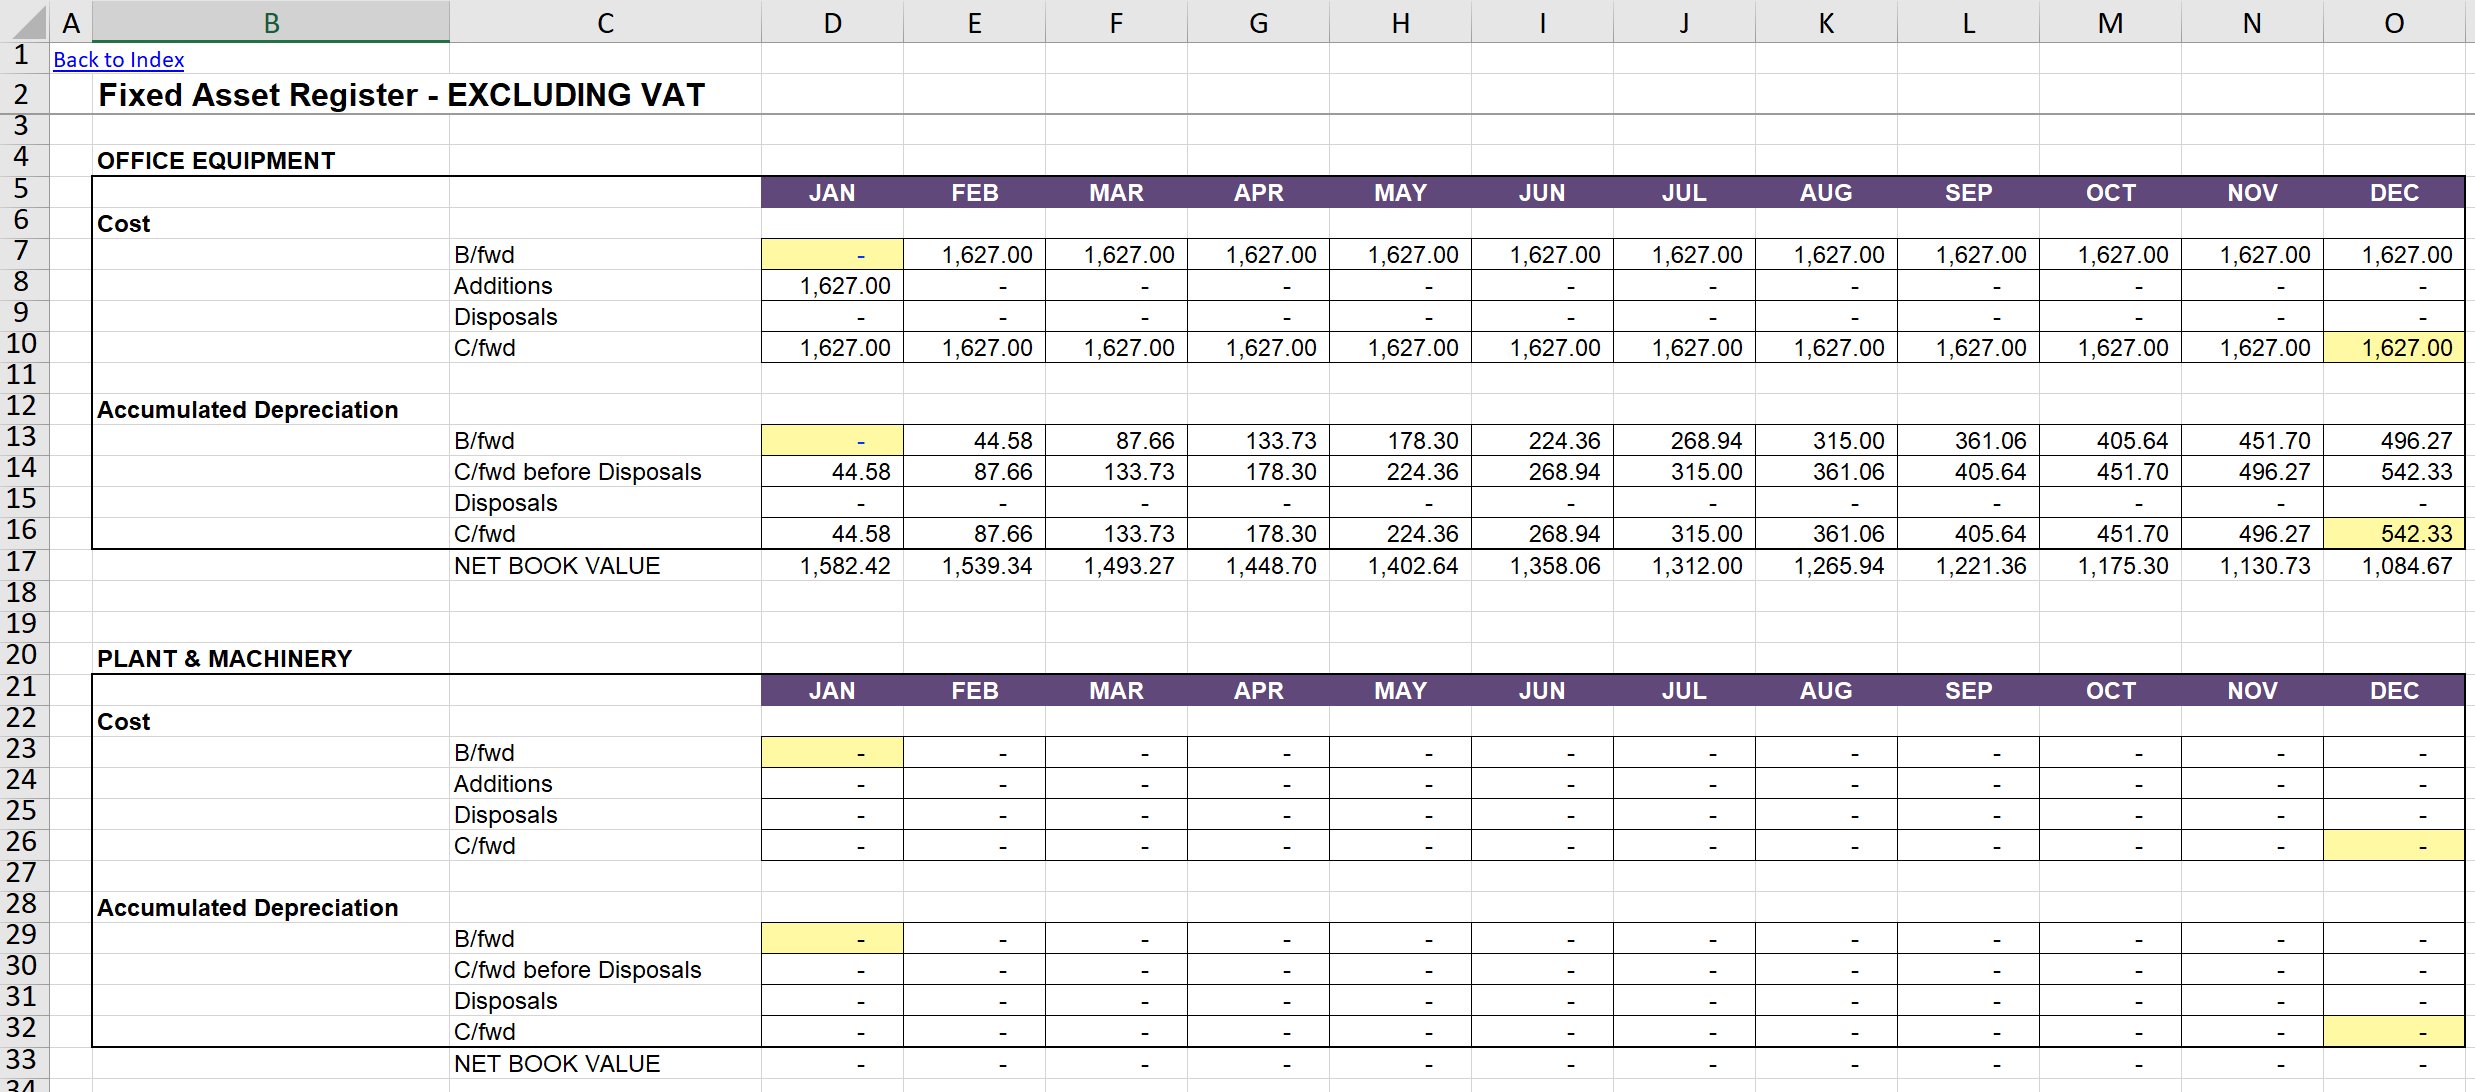 A B C D E F G H I J K L M N O
1 Back to Index
2 Fixed Asset Register - EXCLUDING VAT
3
4 OFFICE EQUIPMENT
5 JAN FEB MAR APR MAY JUN JUL AUG SEP OCT NOV DEC
6 Cost
7 B/fwd - 1,627.00 1,627.00 1,627.00 1,627.00 1,627.00 1,627.00 1,627.00 1,627.00 1,627.00 1,627.00 1,627.00
8 Additions 1,627.00 - - - - - - - - - - -
9 Disposals - - - - - - - - - - - -
10 C/fwd 1,627.00 1,627.00 1,627.00 1,627.00 1,627.00 1,627.00 1,627.00 1,627.00 1,627.00 1,627.00 1,627.00 1,627.00
11
12 Accumulated Depreciation
13 B/fwd - 44.58 87.66 133.73 178.30 224.36 268.94 315.00 361.06 405.64 451.70 496.27
14 C/fwd before Disposals 44.58 87.66 133.73 178.30 224.36 268.94 315.00 361.06 405.64 451.70 496.27 542.33
15 Disposals - - - - - - - - - - - -
16 C/fwd 44.58 87.66 133.73 178.30 224.36 268.94 315.00 361.06 405.64 451.70 496.27 542.33
17 NET BOOK VALUE 1,582.42 1,539.34 1,493.27 1,448.70 1,402.64 1,358.06 1,312.00 1,265.94 1,221.36 1,175.30 1,130.73 1,084.67
18
19
20 PLANT & MACHINERY
21 JAN FEB MAR APR MAY JUN JUL AUG SEP OCT NOV DEC
22 Cost
23 B/fwd - - - - - - - - - - - -
24 Additions - - - - - - - - - - - -
25 Disposals - - - - - - - - - - - -
26 C/fwd - - - - - - - - - - - -
27
28 Accumulated Depreciation
29 B/fwd - - - - - - - - - - - -
30 C/fwd before Disposals - - - - - - - - - - - -
31 Disposals - - - - - - - - - - - -
32 C/fwd - - - - - - - - - - - -
33 NET BOOK VALUE - - - - - - - - - - - -
34